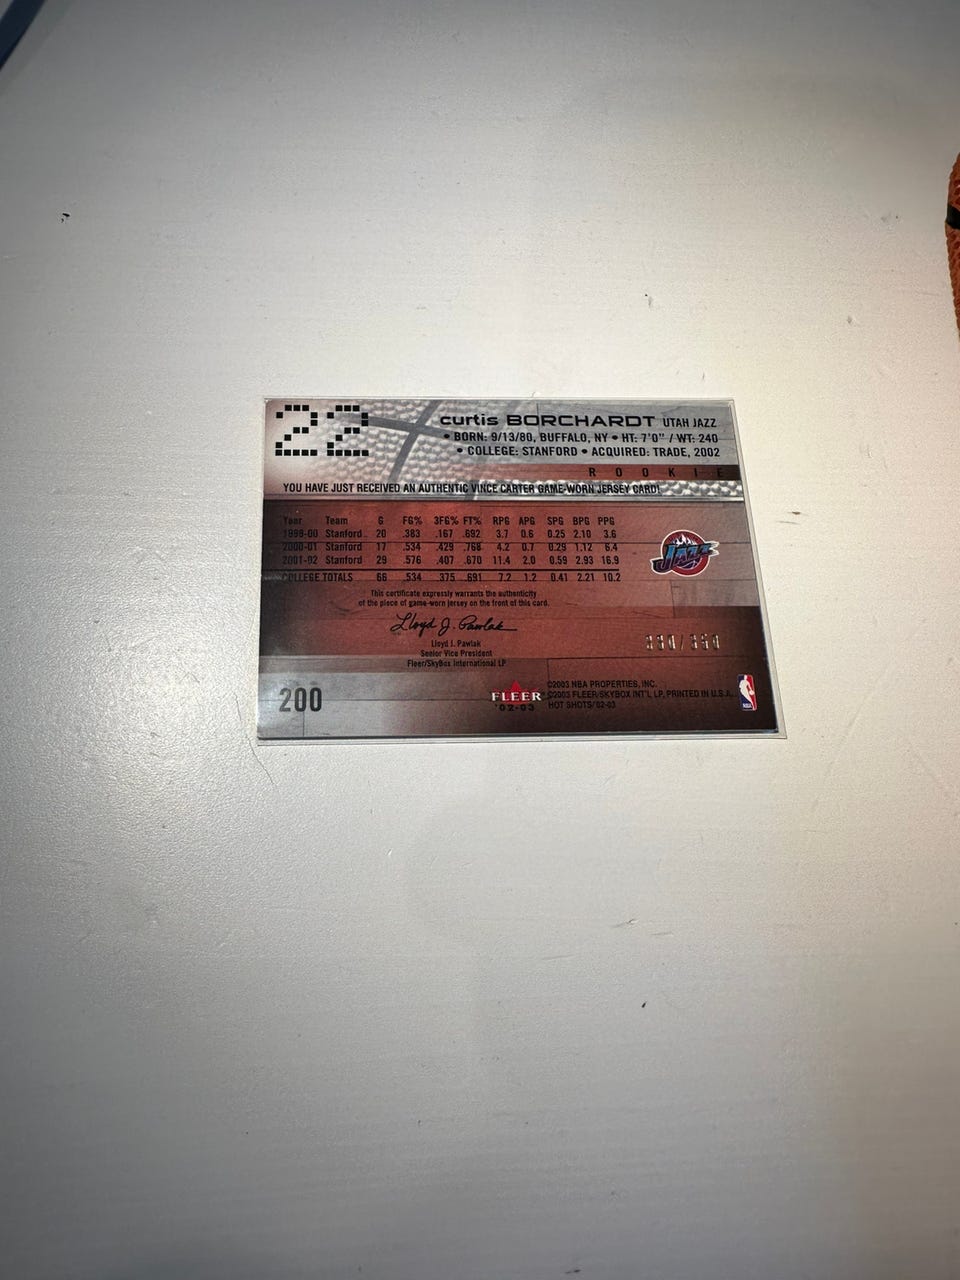 22
curtis BORCHARDT UTAH JAZZ
• BORN: 9/13/80, BUFFALO, NY • HT: 7'0" / WT: 240
• COLLEGE: STANFORD • ACQUIRED: TRADE, 2002
ROOKIE
YOU HAVE JUST RECEIVED AN AUTHENTIC VINCE CARTER GAME-WORN JERSEY CARD!
Year Team G FG% 3FG% FT% RPG APG SPG BPG PPG
1999-00 Stanford 20 .383 .167 .692 3.7 0.6 0.25 2.10 3.6
2000-01 Stanford 17 .534 .429 .768 4.2 0.7 0.29 1.12 6.4
2001-02 Stanford 29 .576 .407 .670 11.4 2.0 0.59 2.93 16.9
COLLEGE TOTALS 66 .534 .375 .691 7.2 1.2 0.41 2.21 10.2
JAZZ
This certificate expressly warrants the authenticity
of the piece of game-worn jersey on the front of this card.
Lloyd J. Pawlak
Lloyd J. Pawlak
Senior Vice President
Fleer/SkyBox International LP
200
FLEER
'02-03
©2003 NBA PROPERTIES, INC.
©2003 FLEER/SKYBOX INT'L LP, PRINTED IN U.S.A.
HOT SHOTS/'02-03
NBA